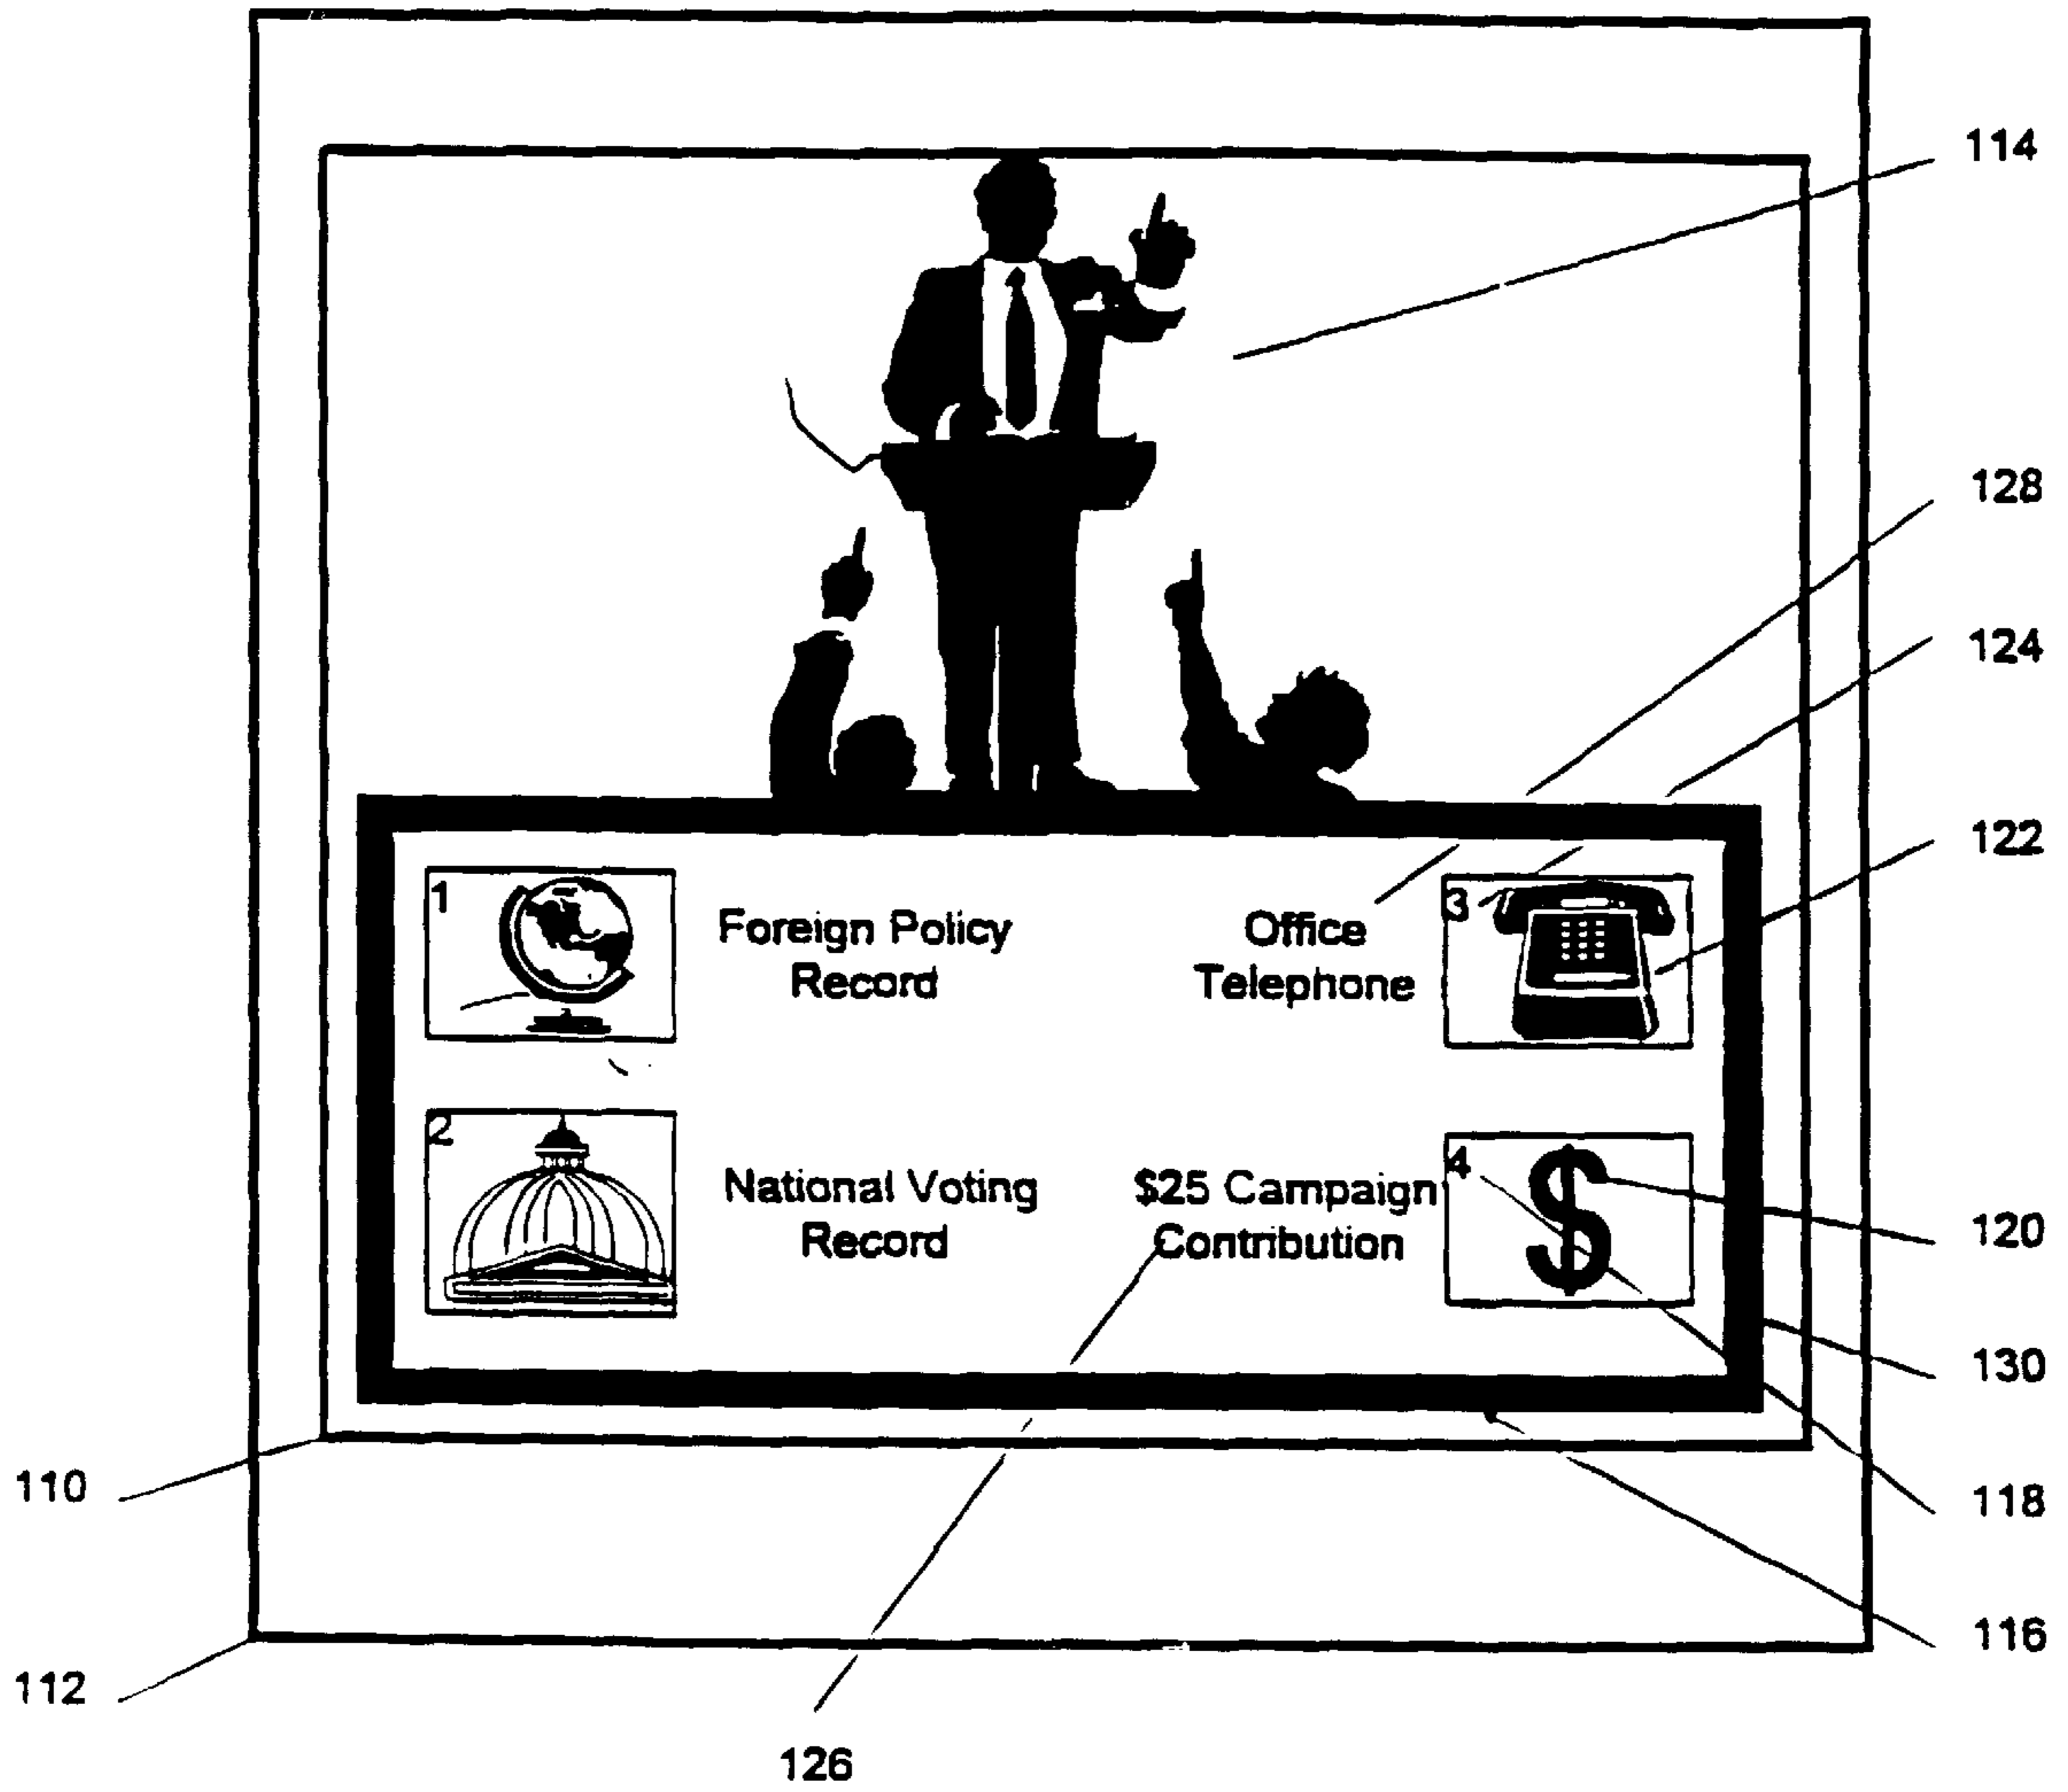 114
128
124
122
1
Foreign Policy
Record
Office
Telephone
3
2
National Voting
Record
$25 Campaign
Contribution
4
120
130
110
118
116
112
126